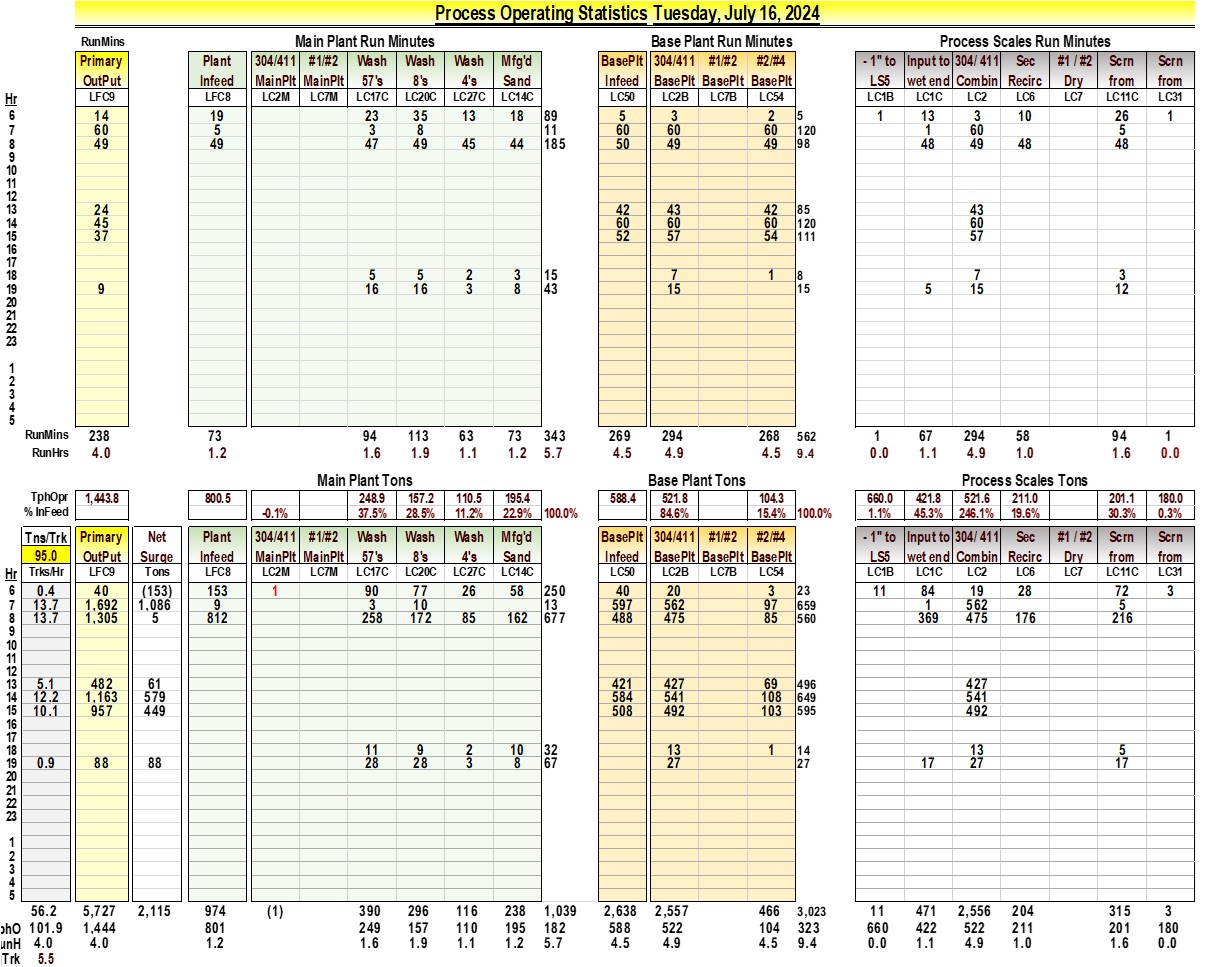 Process Operating Statistics Tuesday, July 16, 2024
RunMins Main Plant Run Minutes Base Plant Run Minutes Process Scales Run Minutes
Primary Plant 304/411 #1/#2 Wash Wash Wash Mfg'd BasePlt 304/411 #1/#2 #2/#4 - 1" to Input to 304/ 411 Sec #1 / #2 Scrn Scrn
OutPut Infeed MainPlt MainPlt 57's 8's 4's Sand Infeed BasePlt BasePlt BasePlt LS5 wet end Combin Recirc Dry from from
Hr LFC9 LFC8 LC2M LC7M LC17C LC20C LC27C LC14C LC50 LC2B LC7B LC54 LC1B LC1C LC2 LC6 LC7 LC11C LC31
6 14 19 23 35 13 18 89 5 3 2 5 1 13 3 10 26 1
7 60 5 3 8 11 60 60 60 120 1 60 5
8 49 49 47 49 45 44 185 50 49 49 98 48 49 48 48
9
10
11
12
13 24 42 43 42 85 43
14 45 60 60 60 120 60
15 37 52 57 54 111 57
16
17
18 5 5 2 3 15 7 1 8 7 3
19 9 16 16 3 8 43 15 15 5 15 12
20
21
22
23
1
2
3
4
5
RunMins 238 73 94 113 63 73 343 269 294 268 562 1 67 294 58 94 1
RunHrs 4.0 1.2 1.6 1.9 1.1 1.2 5.7 4.5 4.9 4.5 9.4 0.0 1.1 4.9 1.0 1.6 0.0
Main Plant Tons Base Plant Tons Process Scales Tons
TphOpr 1,443.8 800.5 248.9 157.2 110.5 195.4 588.4 521.8 104.3 660.0 421.8 521.6 211.0 201.1 180.0
% InFeed -0.1% 37.5% 28.5% 11.2% 22.9% 100.0% 84.6% 15.4% 100.0% 1.1% 45.3% 246.1% 19.6% 30.3% 0.3%
Tns/Trk Primary Net Plant 304/411 #1/#2 Wash Wash Wash Mfg'd BasePlt 304/411 #1/#2 #2/#4 - 1" to Input to 304/ 411 Sec #1 / #2 Scrn Scrn
95.0 OutPut Surge Infeed MainPlt MainPlt 57's 8's 4's Sand Infeed BasePlt BasePlt BasePlt LS5 wet end Combin Recirc Dry from from
Hr Trks/Hr LFC9 Tons LFC8 LC2M LC7M LC17C LC20C LC27C LC14C LC50 LC2B LC7B LC54 LC1B LC1C LC2 LC6 LC7 LC11C LC31
6 0.4 40 (153) 153 1 90 77 26 58 250 40 20 3 23 11 84 19 28 72 3
7 13.7 1,692 1,086 9 3 10 13 597 562 97 659 1 562 5
8 13.7 1,305 5 812 258 172 85 162 677 488 475 85 560 369 475 176 216
9
10
11
12
13 5.1 482 61 421 427 69 496 427
14 12.2 1,163 579 584 541 108 649 541
15 10.1 957 449 508 492 103 595 492
16
17
18 11 9 2 10 32 13 1 14 13 5
19 0.9 88 88 28 28 3 8 67 27 27 17 27 17
20
21
22
23
1
2
3
4
5
56.2 5,727 2,115 974 (1) 390 296 116 238 1,039 2,638 2,557 466 3,023 11 471 2,556 204 315 3
phO 101.9 1,444 801 249 157 110 195 182 588 522 104 323 660 422 522 211 201 180
unH 4.0 4.0 1.2 1.6 1.9 1.1 1.2 5.7 4.5 4.9 4.5 9.4 0.0 1.1 4.9 1.0 1.6 0.0
Trk 5.5